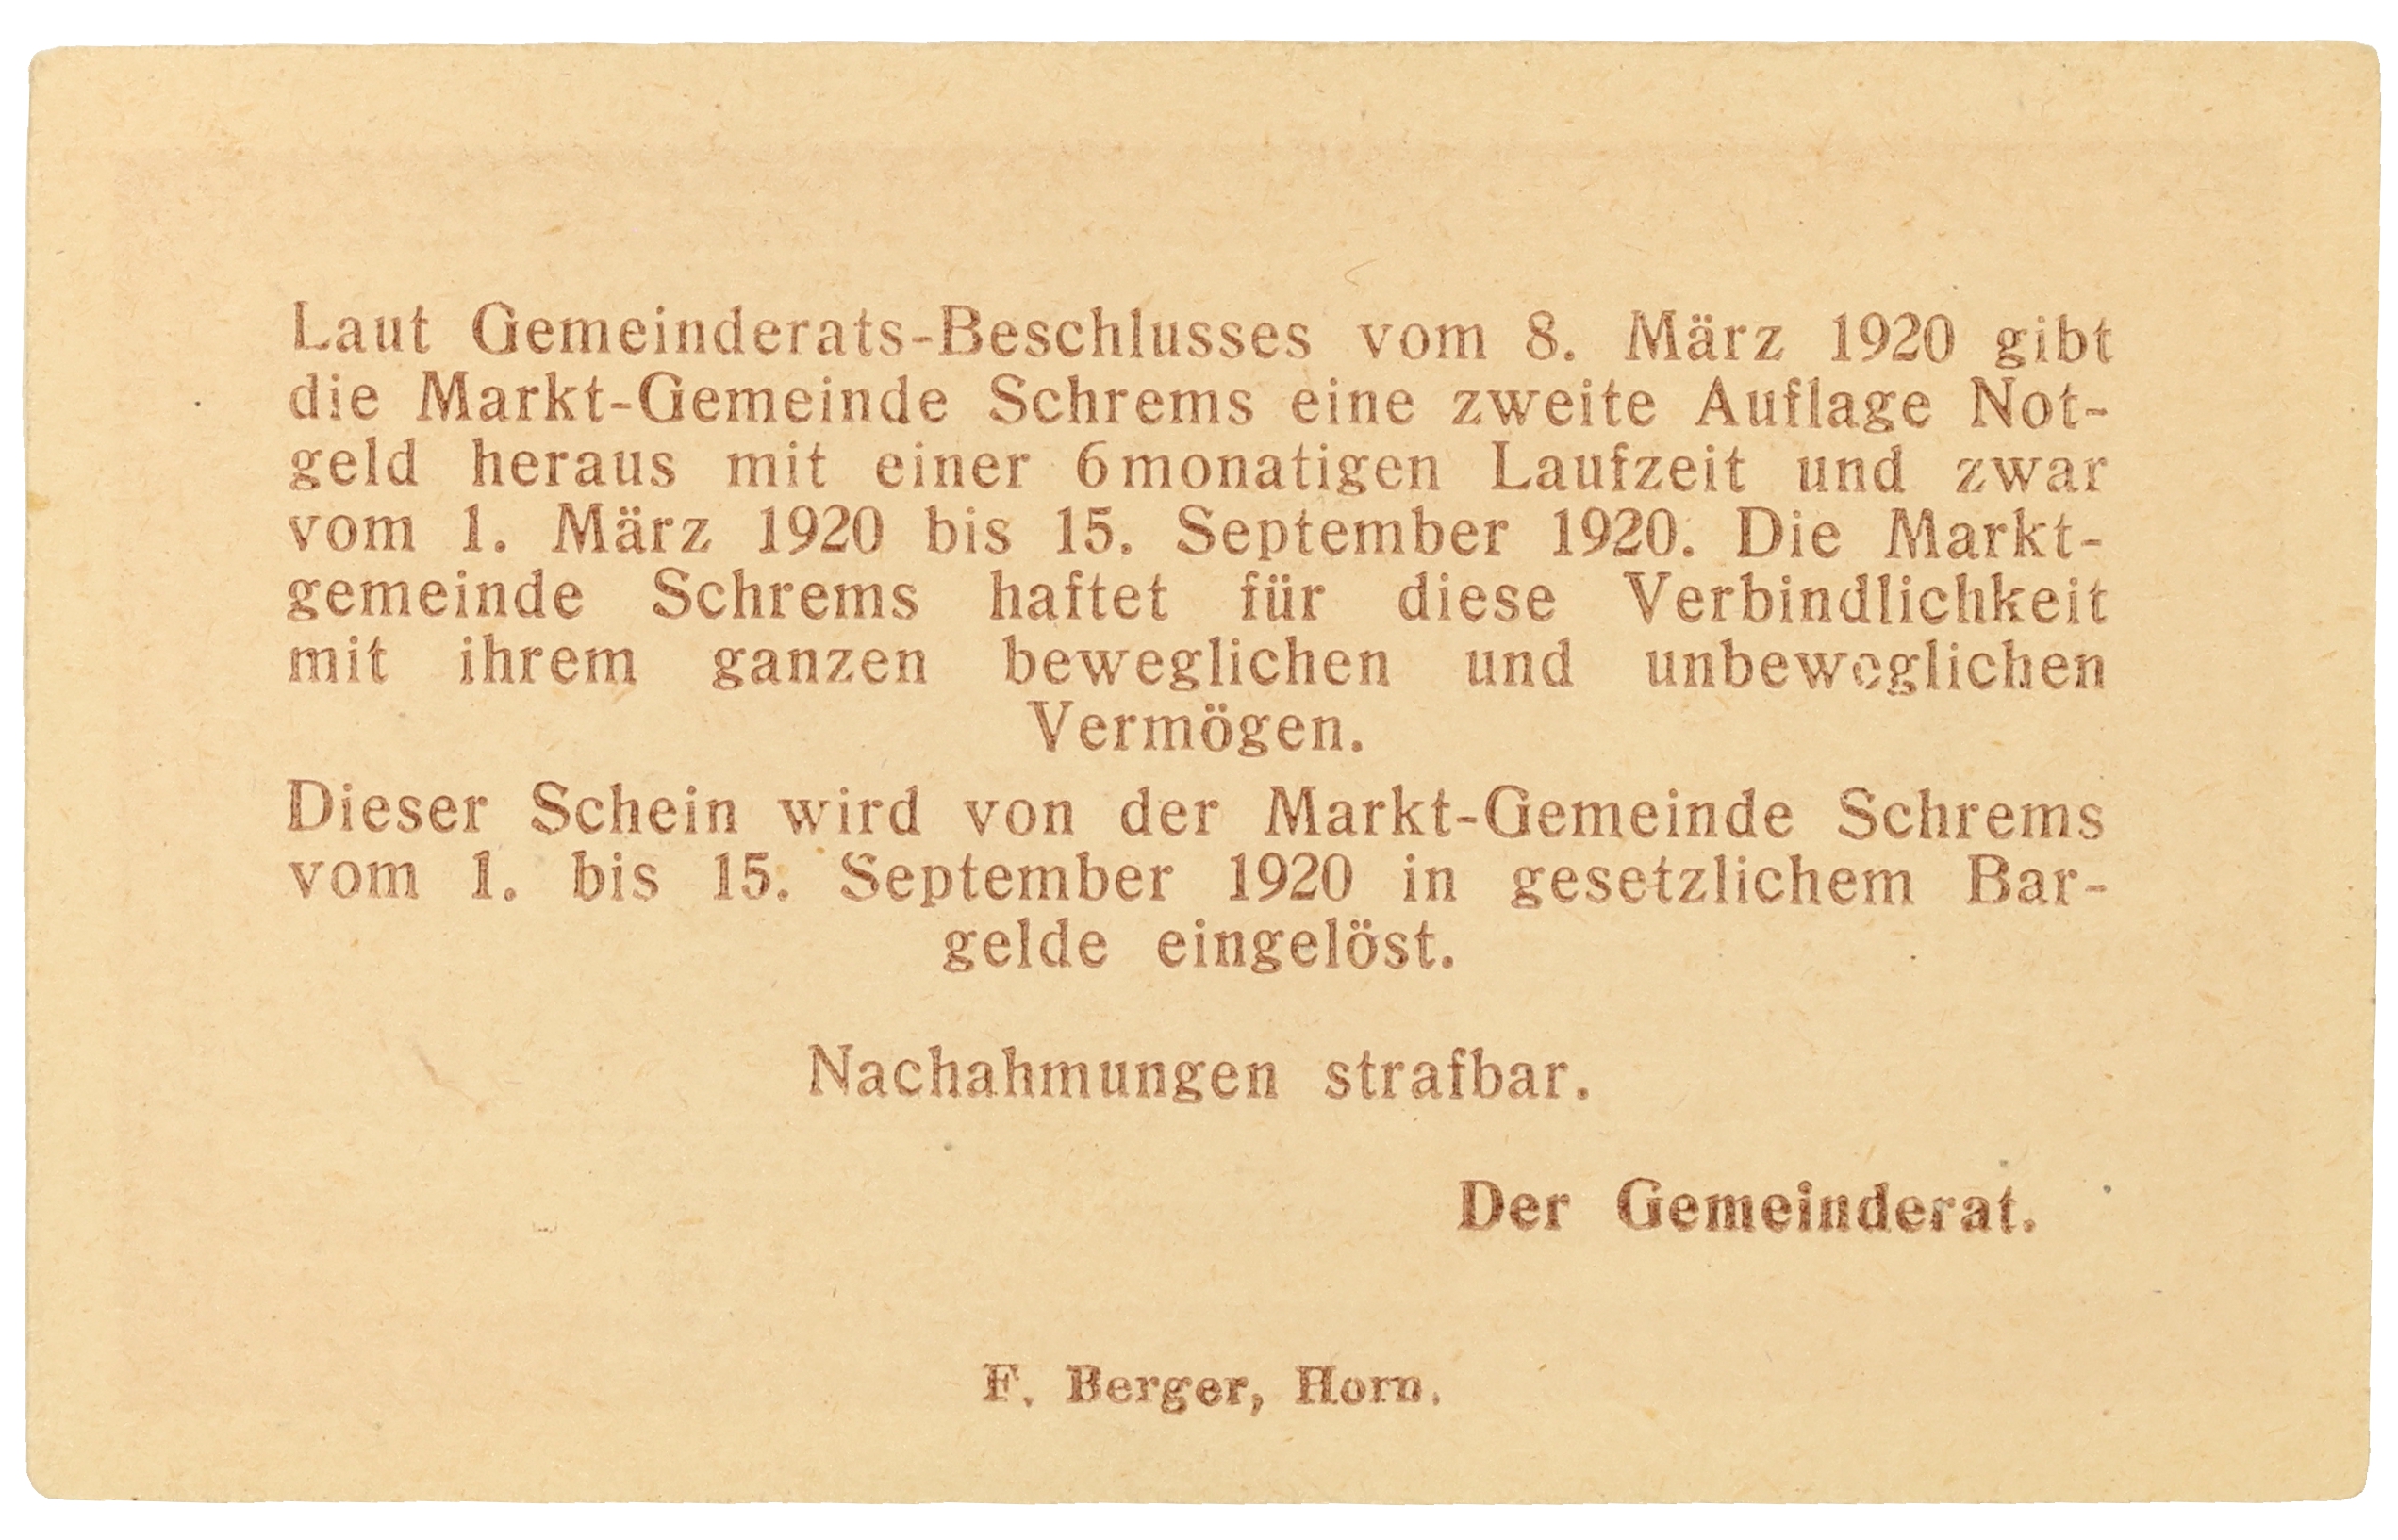 Laut Gemeinderats-Beschlusses vom 8. März 1920 gibt
die Markt-Gemeinde Schrems eine zweite Auflage Not-
geld heraus mit einer 6monatigen Laufzeit und zwar
vom 1. März 1920 bis 15. September 1920. Die Markt-
gemeinde Schrems haftet für diese Verbindlichkeit
mit ihrem ganzen beweglichen und unbeweglichen
Vermögen.
Dieser Schein wird von der Markt-Gemeinde Schrems
vom 1. bis 15. September 1920 in gesetzlichem Bar-
gelde eingelöst.
Nachahmungen strafbar.
Der Gemeinderat.
F. Berger, Horn.